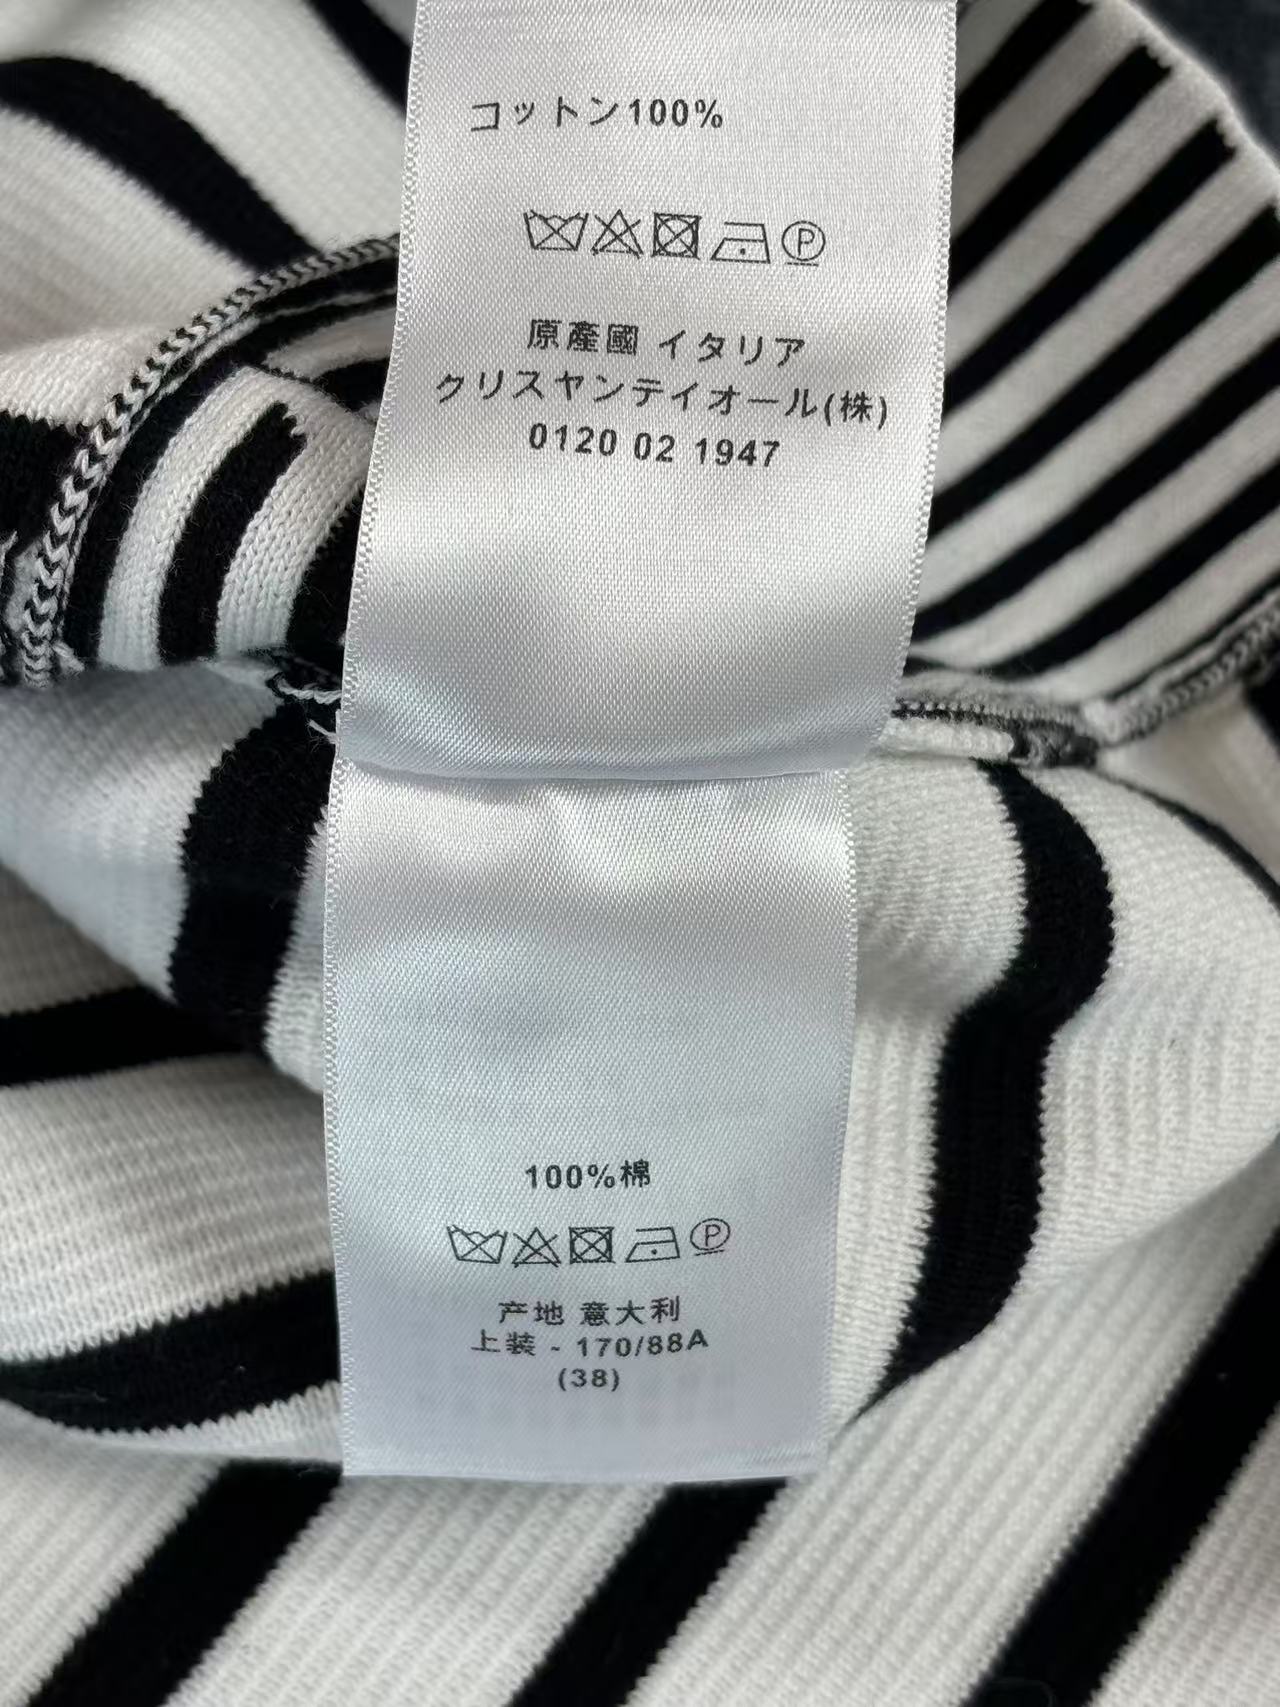 コットン100%
P
原産國 イタリア
クリスヤンテイオール(株)
0120 02 1947
100%棉
P
产地 意大利
上装 - 170/88A
(38)